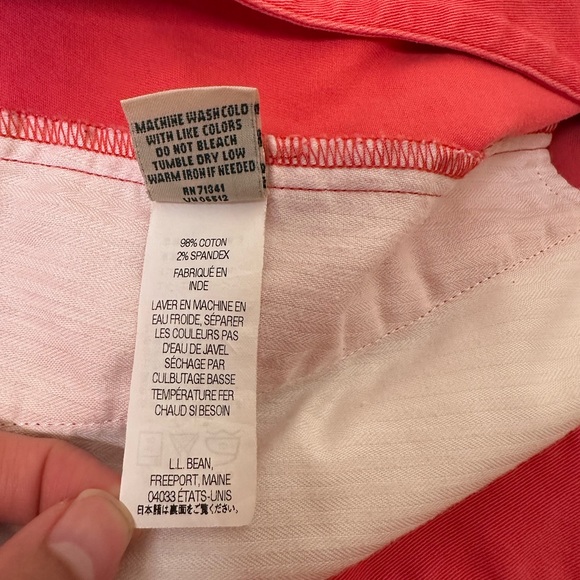 MACHINE WASH COLD
WITH LIKE COLORS
DO NOT BLEACH
TUMBLE DRY LOW
WARM IRON IF NEEDED
RN 71341
98% COTON
2% SPANDEX
FABRIQUÉ EN
INDE
LAVER EN MACHINE EN
EAU FROIDE, SÉPARER
LES COULEURS PAS
D'EAU DE JAVEL
SÉCHAGE PAR
CULBUTAGE BASSE
TEMPÉRATURE FER
CHAUD SI BESOIN
L.L. BEAN,
FREEPORT, MAINE
04033 ÉTATS-UNIS
日本語は裏面をご覧ください。